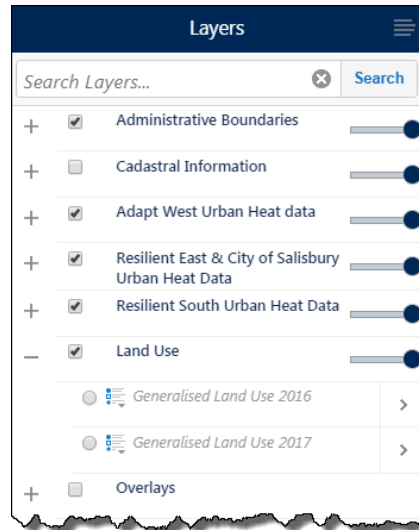 Layers
Search Layers...
Search
Administrative Boundaries
Cadastral Information
Adapt West Urban Heat data
Resilient East & City of Salisbury
Urban Heat Data
Resilient South Urban Heat Data
Land Use
Generalised Land Use 2016
Generalised Land Use 2017
Overlays